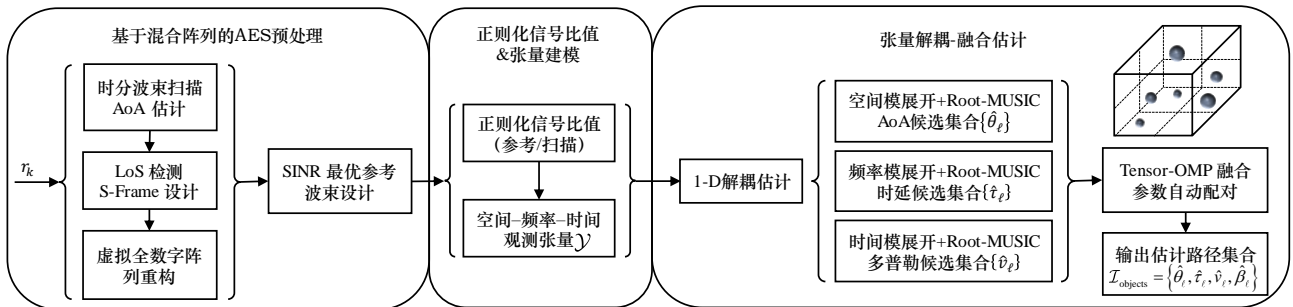 基于混合阵列的AES预处理
r_k
时分波束扫描
AoA 估计
LoS 检测
S-Frame 设计
虚拟全数字阵
列重构
SINR 最优参考
波束设计
正则化信号比值
&张量建模
正则化信号比值
(参考/扫描)
空间–频率–时间
观测张量𝒴
张量解耦-融合估计
1-D解耦估计
空间模展开+Root-MUSIC
AoA候选集合{θ̂_ℓ}
频率模展开+Root-MUSIC
时延候选集合{τ̂_ℓ}
时间模展开+Root-MUSIC
多普勒候选集合{v̂_ℓ}
Tensor-OMP 融合
参数自动配对
输出估计路径集合
ℐ_objects = {θ̂_ℓ, τ̂_ℓ, v̂_ℓ, β̂_ℓ}